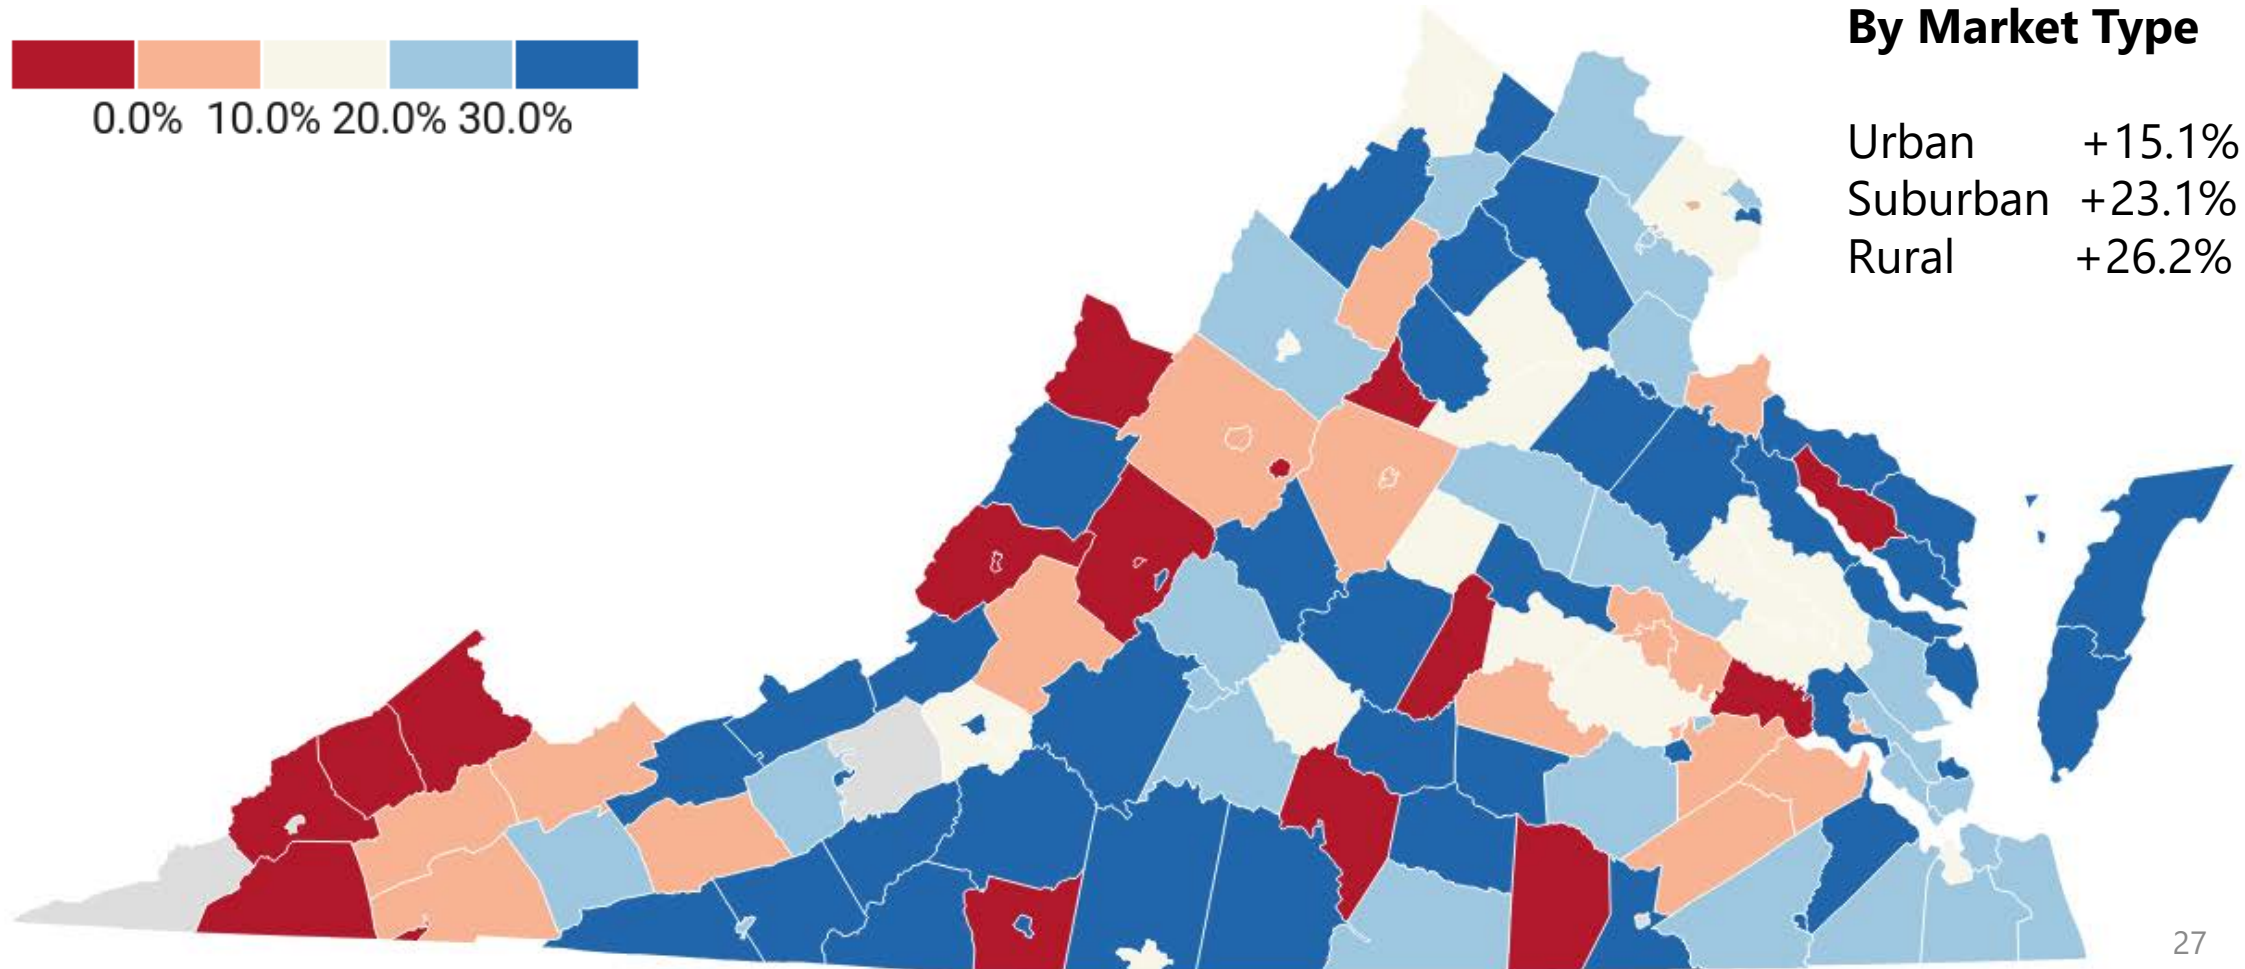 By Market Type
0.0% 10.0% 20.0% 30.0%
Urban +15.1%
Suburban +23.1%
Rural +26.2%
27